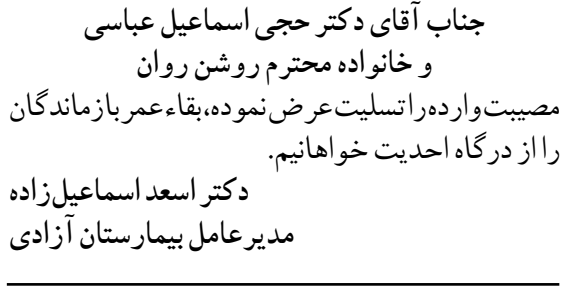 جناب آقای دکتر حجی اسماعیل عباسی
و خانواده محترم روشن روان
مصیبت وارده را تسلیت عرض نموده،بقاء عمر بازماندگان
را از درگاه احدیت خواهانیم.
دکتر اسعد اسماعیل‌زاده
مدیرعامل بیمارستان آزادی